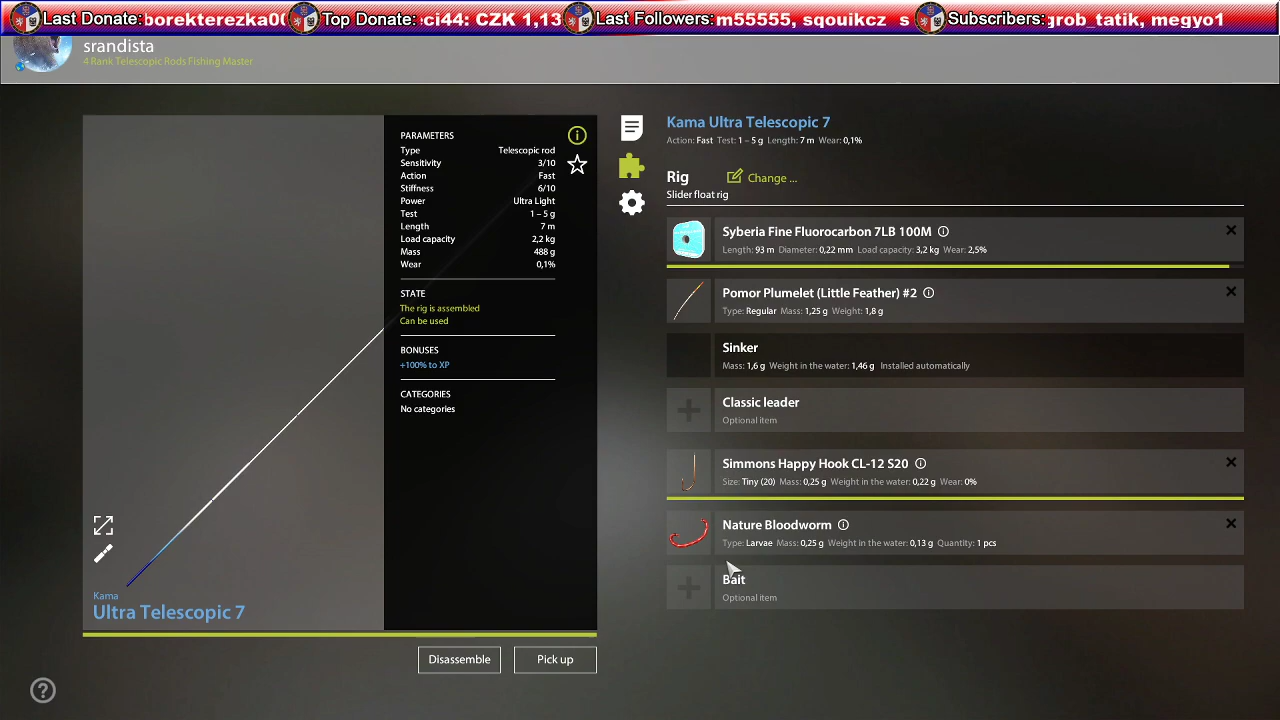 Last Donate: borekterezka00
Top Donate: ci44: CZK 1,13
Last Followers: m55555, sqouikcz s
Subscribers: grob_tatik, megyo1
srandista
4 Rank Telescopic Rods Fishing Master
PARAMETERS
Type Telescopic rod
Sensitivity 3/10
Action Fast
Stiffness 6/10
Power Ultra Light
Test 1 – 5 g
Length 7 m
Load capacity 2,2 kg
Mass 488 g
Wear 0,1%
STATE
The rig is assembled
Can be used
BONUSES
+100% to XP
CATEGORIES
No categories
Kama
Ultra Telescopic 7
Disassemble
Pick up
Kama Ultra Telescopic 7
Action: Fast Test: 1 – 5 g Length: 7 m Wear: 0,1%
Rig Change ...
Slider float rig
Syberia Fine Fluorocarbon 7LB 100M
Length: 93 m Diameter: 0,22 mm Load capacity: 3,2 kg Wear: 2,5%
Pomor Plumelet (Little Feather) #2
Type: Regular Mass: 1,25 g Weight: 1,8 g
Sinker
Mass: 1,6 g Weight in the water: 1,46 g Installed automatically
Classic leader
Optional item
Simmons Happy Hook CL-12 S20
Size: Tiny (20) Mass: 0,25 g Weight in the water: 0,22 g Wear: 0%
Nature Bloodworm
Type: Larvae Mass: 0,25 g Weight in the water: 0,13 g Quantity: 1 pcs
Bait
Optional item